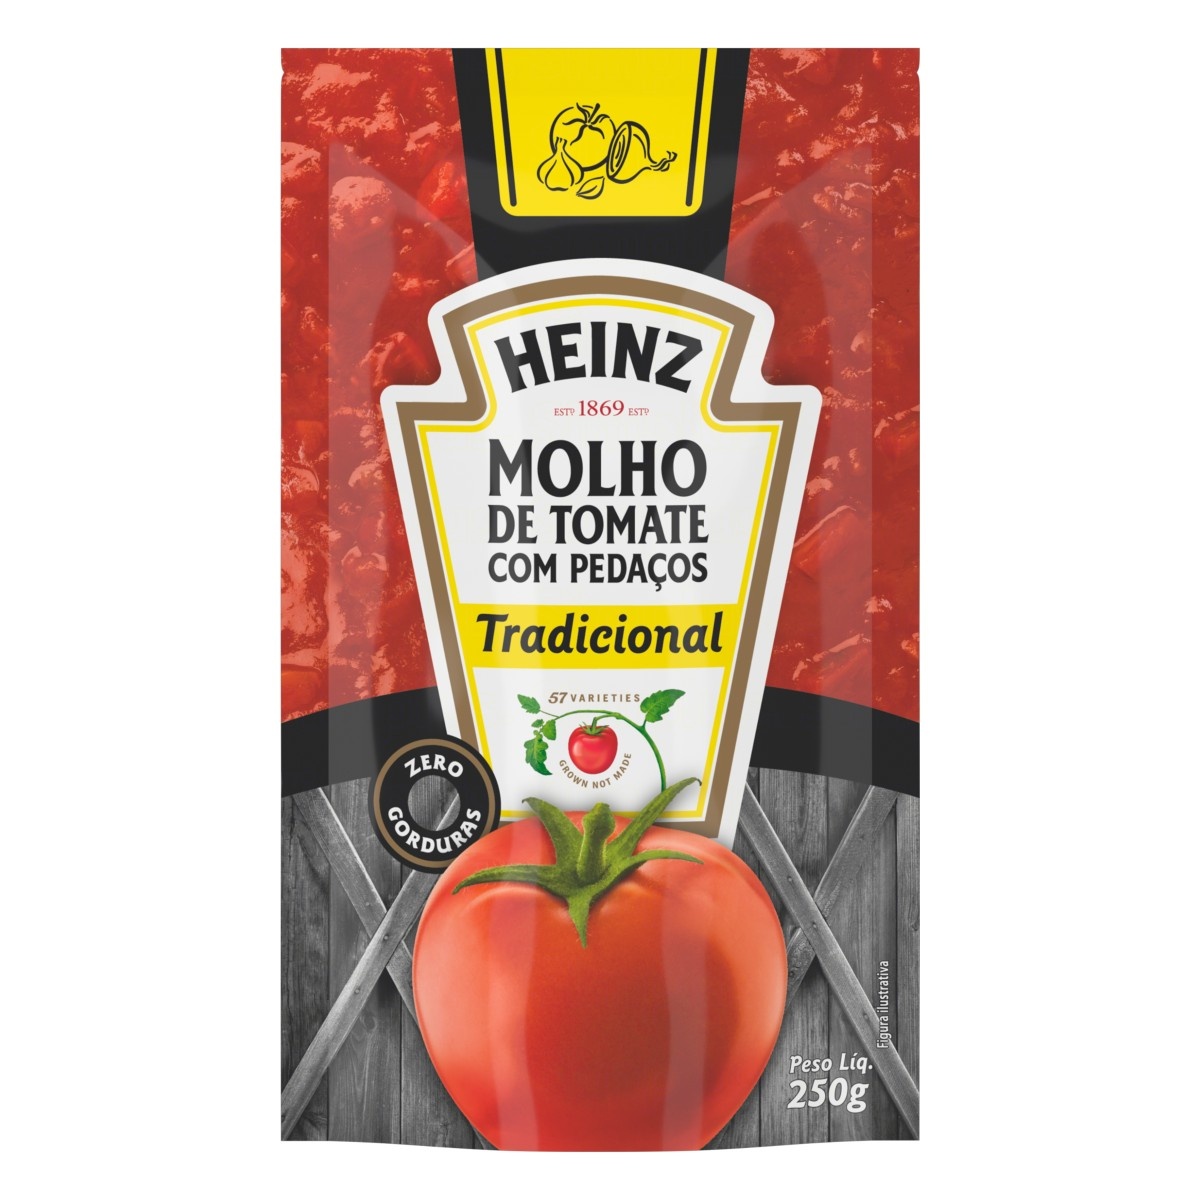 HEINZ
ESTD 1869 ESTD
MOLHO
DE TOMATE
COM PEDAÇOS
Tradicional
57 VARIETIES
GROWN NOT MADE
ZERO
GORDURAS
Figura ilustrativa
Peso Líq.
250g